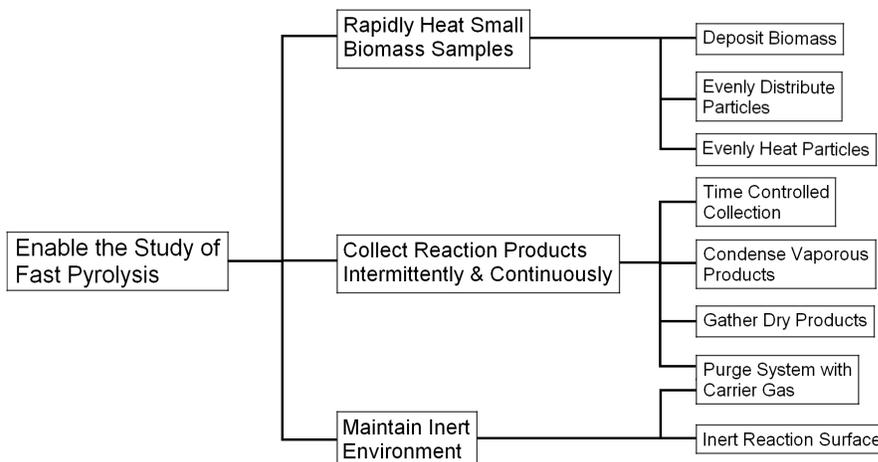 Rapidly Heat Small
Biomass Samples
Deposit Biomass
Evenly Distribute
Particles
Evenly Heat Particles
Time Controlled
Collection
Enable the Study of
Fast Pyrolysis
Collect Reaction Products
Intermittently & Continuously
Condense Vaporous
Products
Gather Dry Products
Purge System with
Carrier Gas
Maintain Inert
Environment
Inert Reaction Surface